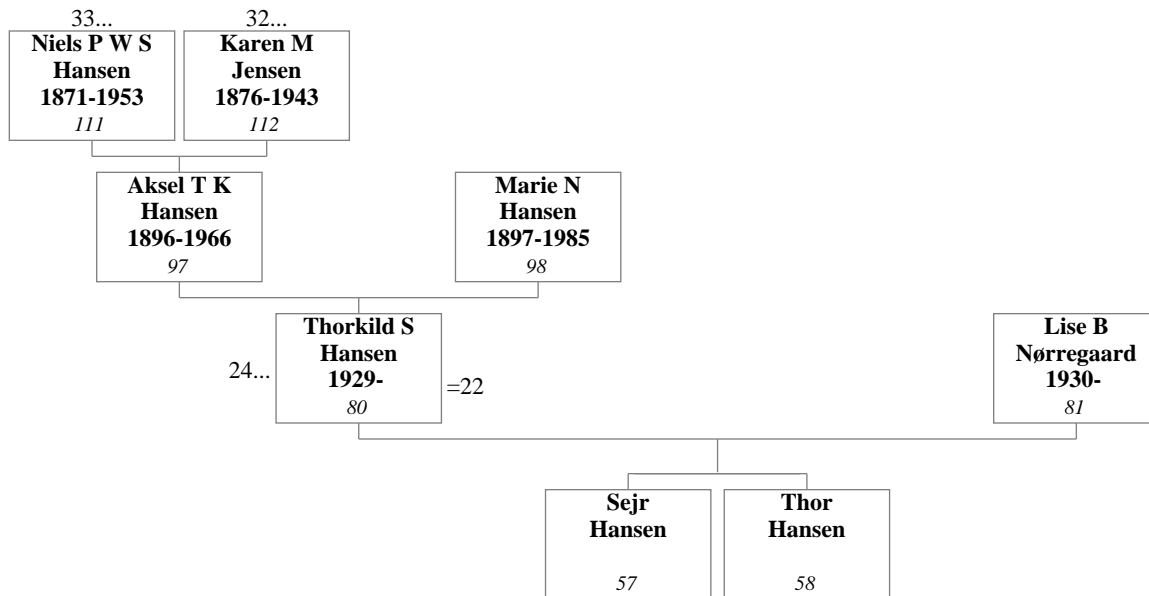 33...
32...
Niels P W S
Hansen
1871-1953
111
Karen M
Jensen
1876-1943
112
Aksel T K
Hansen
1896-1966
97
Marie N
Hansen
1897-1985
98
24...
Thorkild S
Hansen
1929-
80
=22
Lise B
Nørregaard
1930-
81
Sejr
Hansen
57
Thor
Hansen
58